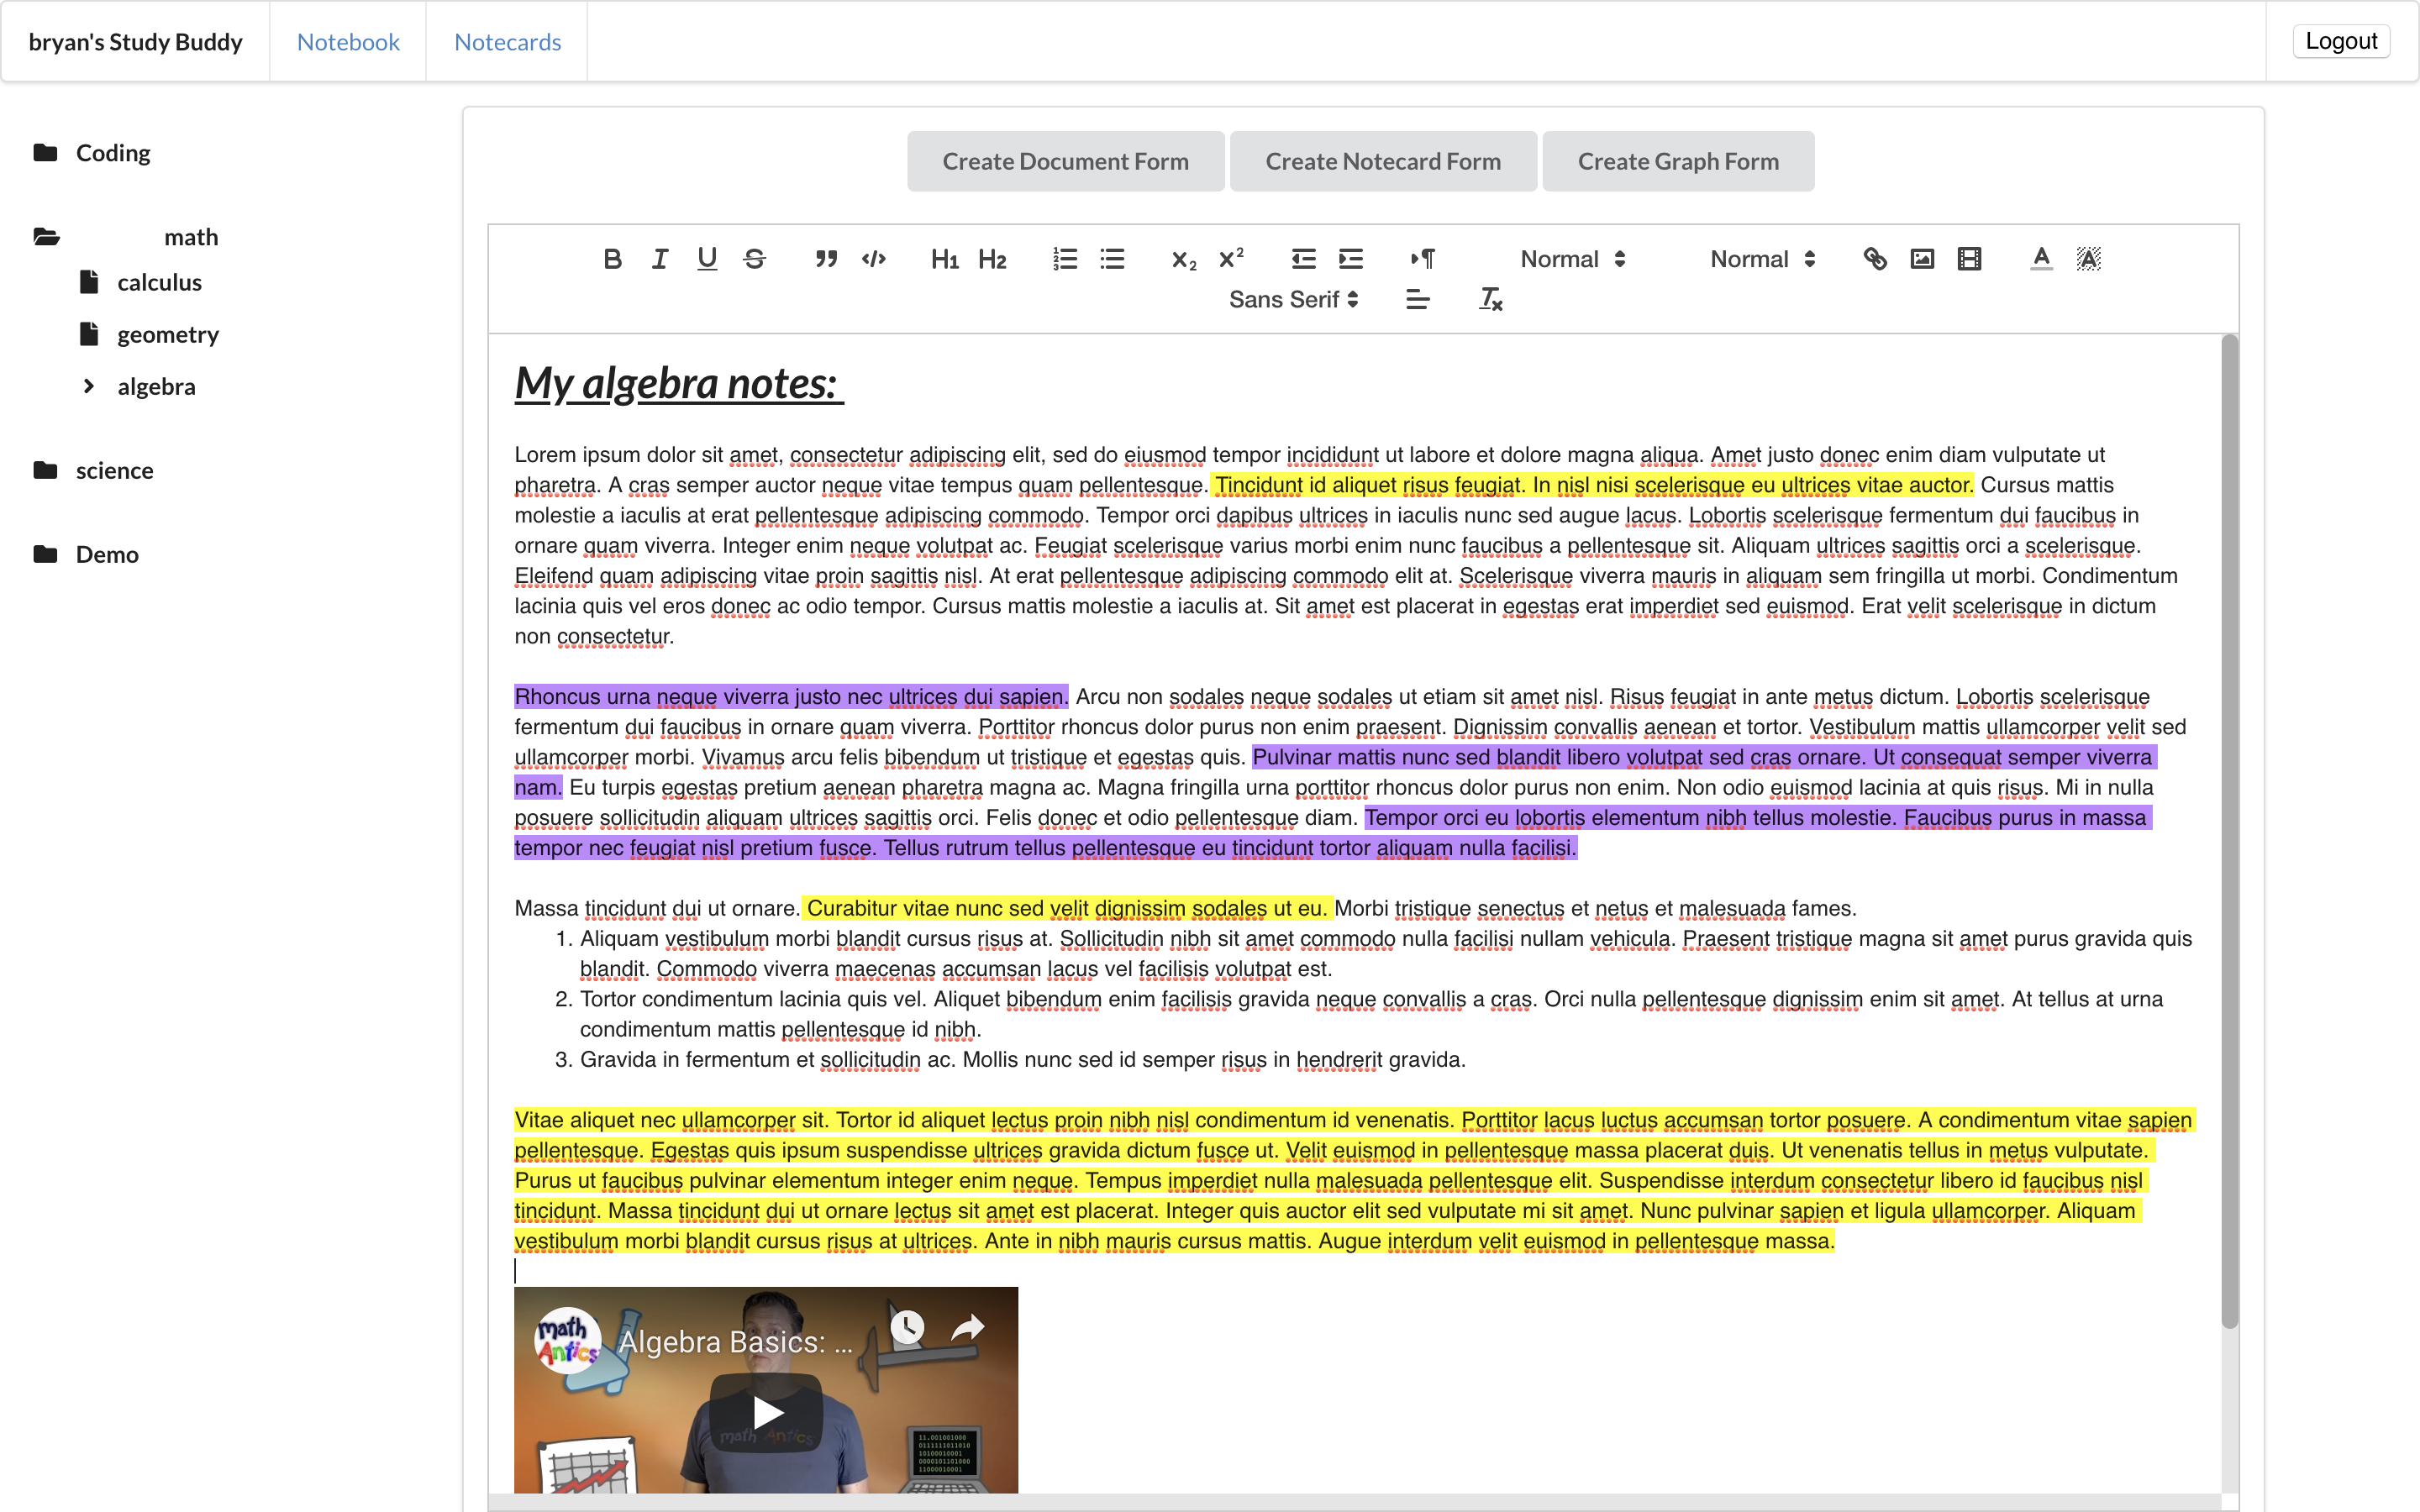 bryan's Study Buddy
Notebook
Notecards
Logout
Coding
math
calculus
geometry
algebra
science
Demo
Create Document Form
Create Notecard Form
Create Graph Form
B I U S H1 H2 x2 x2 Normal Normal A A
Sans Serif Tx
My algebra notes:
Lorem ipsum dolor sit amet, consectetur adipiscing elit, sed do eiusmod tempor incididunt ut labore et dolore magna aliqua. Amet justo donec enim diam vulputate ut
pharetra. A cras semper auctor neque vitae tempus quam pellentesque. Tincidunt id aliquet risus feugiat. In nisl nisi scelerisque eu ultrices vitae auctor. Cursus mattis
molestie a iaculis at erat pellentesque adipiscing commodo. Tempor orci dapibus ultrices in iaculis nunc sed augue lacus. Lobortis scelerisque fermentum dui faucibus in
ornare quam viverra. Integer enim neque volutpat ac. Feugiat scelerisque varius morbi enim nunc faucibus a pellentesque sit. Aliquam ultrices sagittis orci a scelerisque.
Eleifend quam adipiscing vitae proin sagittis nisl. At erat pellentesque adipiscing commodo elit at. Scelerisque viverra mauris in aliquam sem fringilla ut morbi. Condimentum
lacinia quis vel eros donec ac odio tempor. Cursus mattis molestie a iaculis at. Sit amet est placerat in egestas erat imperdiet sed euismod. Erat velit scelerisque in dictum
non consectetur.
Rhoncus urna neque viverra justo nec ultrices dui sapien. Arcu non sodales neque sodales ut etiam sit amet nisl. Risus feugiat in ante metus dictum. Lobortis scelerisque
fermentum dui faucibus in ornare quam viverra. Porttitor rhoncus dolor purus non enim praesent. Dignissim convallis aenean et tortor. Vestibulum mattis ullamcorper velit sed
ullamcorper morbi. Vivamus arcu felis bibendum ut tristique et egestas quis. Pulvinar mattis nunc sed blandit libero volutpat sed cras ornare. Ut consequat semper viverra
nam. Eu turpis egestas pretium aenean pharetra magna ac. Magna fringilla urna porttitor rhoncus dolor purus non enim. Non odio euismod lacinia at quis risus. Mi in nulla
posuere sollicitudin aliquam ultrices sagittis orci. Felis donec et odio pellentesque diam. Tempor orci eu lobortis elementum nibh tellus molestie. Faucibus purus in massa
tempor nec feugiat nisl pretium fusce. Tellus rutrum tellus pellentesque eu tincidunt tortor aliquam nulla facilisi.
Massa tincidunt dui ut ornare. Curabitur vitae nunc sed velit dignissim sodales ut eu. Morbi tristique senectus et netus et malesuada fames.
1. Aliquam vestibulum morbi blandit cursus risus at. Sollicitudin nibh sit amet commodo nulla facilisi nullam vehicula. Praesent tristique magna sit amet purus gravida quis
blandit. Commodo viverra maecenas accumsan lacus vel facilisis volutpat est.
2. Tortor condimentum lacinia quis vel. Aliquet bibendum enim facilisis gravida neque convallis a cras. Orci nulla pellentesque dignissim enim sit amet. At tellus at urna
condimentum mattis pellentesque id nibh.
3. Gravida in fermentum et sollicitudin ac. Mollis nunc sed id semper risus in hendrerit gravida.
Vitae aliquet nec ullamcorper sit. Tortor id aliquet lectus proin nibh nisl condimentum id venenatis. Porttitor lacus luctus accumsan tortor posuere. A condimentum vitae sapien
pellentesque. Egestas quis ipsum suspendisse ultrices gravida dictum fusce ut. Velit euismod in pellentesque massa placerat duis. Ut venenatis tellus in metus vulputate.
Purus ut faucibus pulvinar elementum integer enim neque. Tempus imperdiet nulla malesuada pellentesque elit. Suspendisse interdum consectetur libero id faucibus nisl
tincidunt. Massa tincidunt dui ut ornare lectus sit amet est placerat. Integer quis auctor elit sed vulputate mi sit amet. Nunc pulvinar sapien et ligula ullamcorper. Aliquam
vestibulum morbi blandit cursus risus at ultrices. Ante in nibh mauris cursus mattis. Augue interdum velit euismod in pellentesque massa.
math Antics
Algebra Basics: ...
math Antics